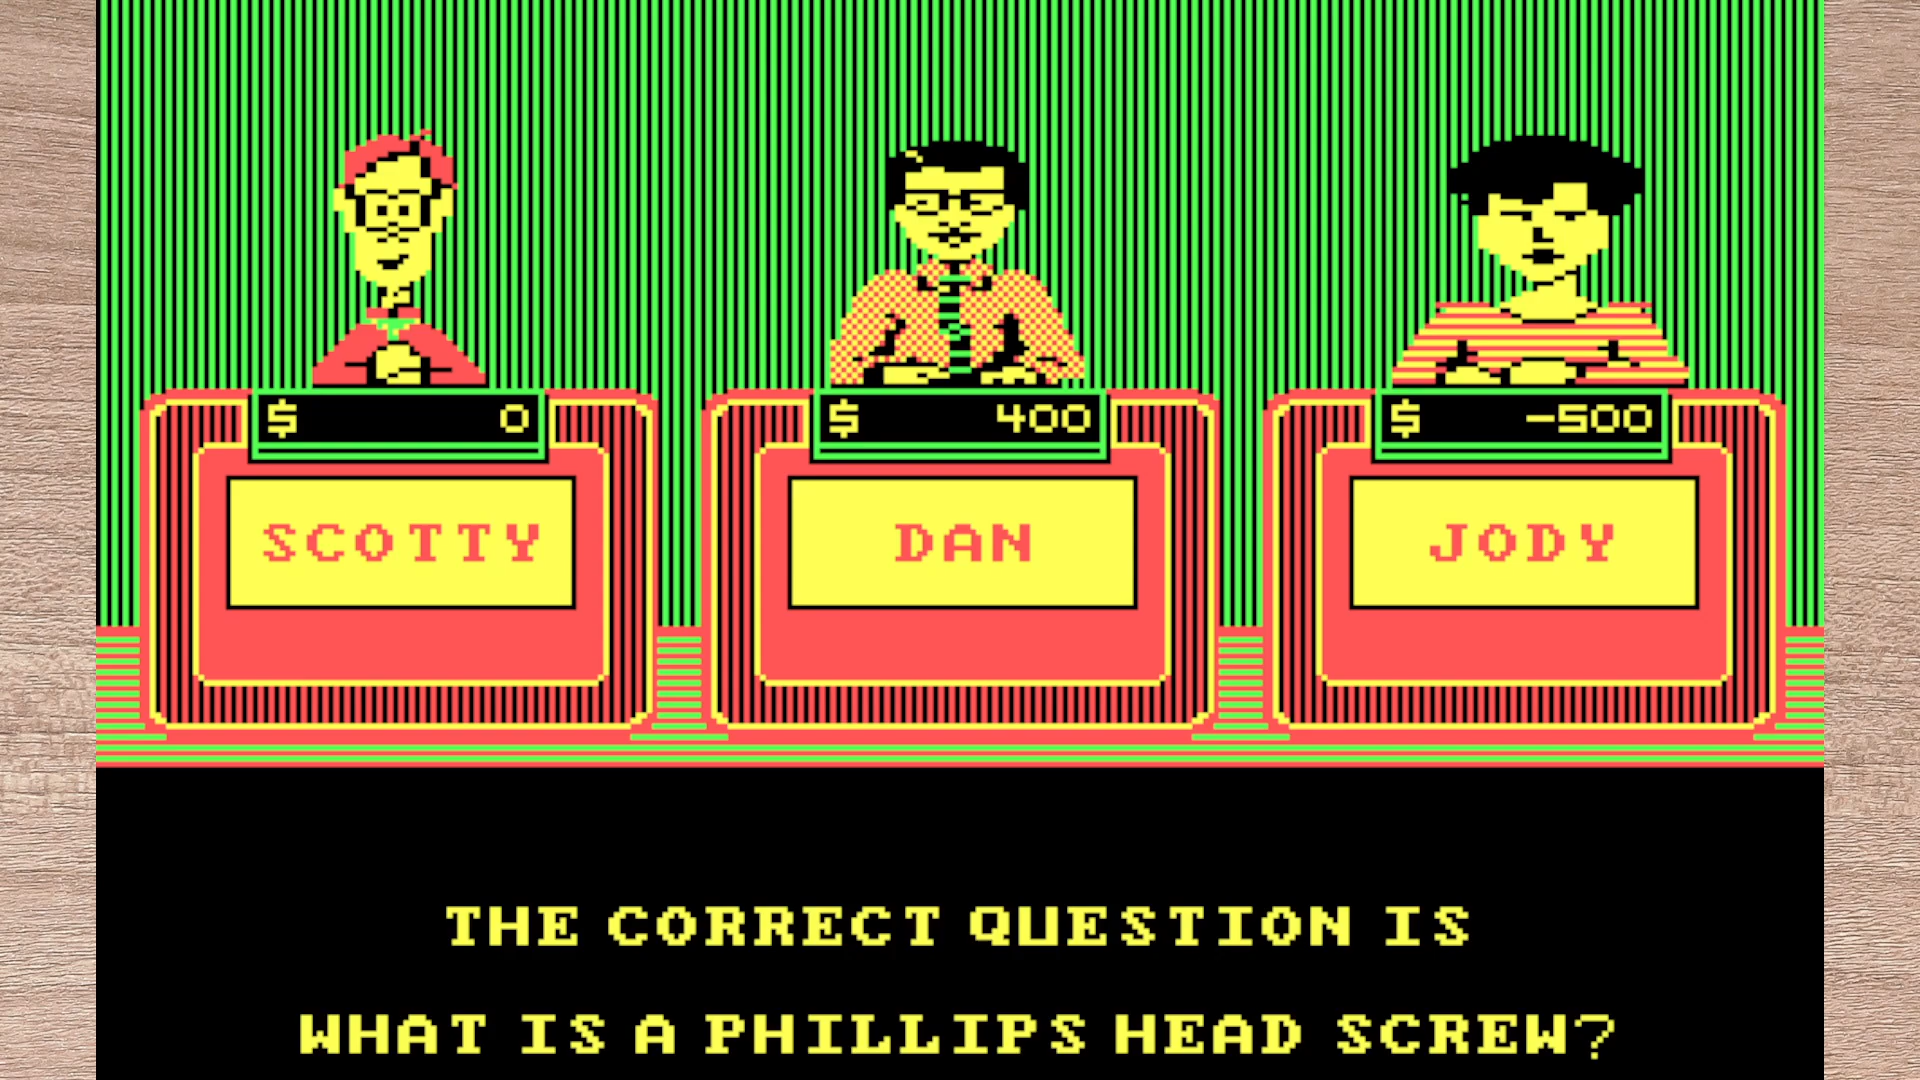 $ 0
$ 400
$ -500
SCOTTY
DAN
JODY
THE CORRECT QUESTION IS
WHAT IS A PHILLIPS HEAD SCREW?